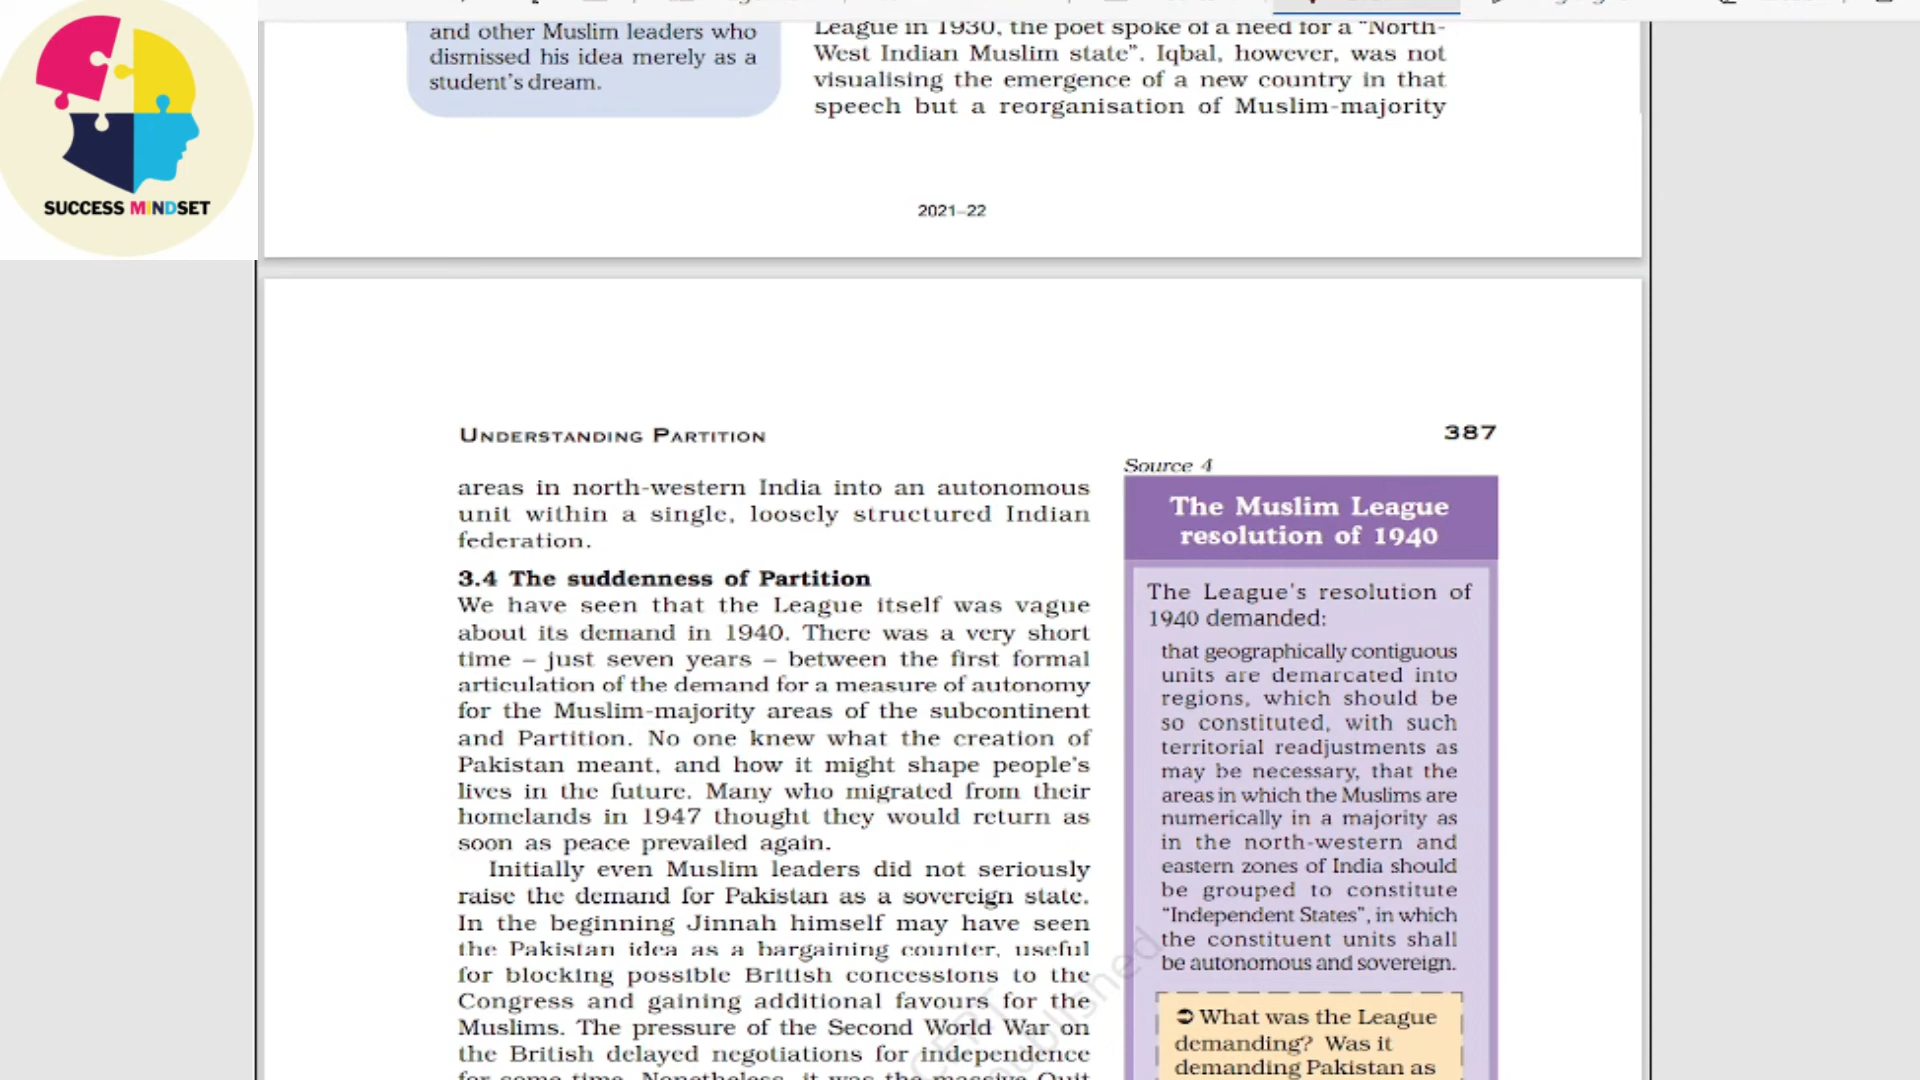 SUCCESS MINDSET
and other Muslim leaders who
dismissed his idea merely as a
student's dream.
League in 1930, the poet spoke of a need for a "North-
West Indian Muslim state". Iqbal, however, was not
visualising the emergence of a new country in that
speech but a reorganisation of Muslim-majority
2021–22
UNDERSTANDING PARTITION
387
areas in north-western India into an autonomous
unit within a single, loosely structured Indian
federation.
3.4 The suddenness of Partition
We have seen that the League itself was vague
about its demand in 1940. There was a very short
time – just seven years – between the first formal
articulation of the demand for a measure of autonomy
for the Muslim-majority areas of the subcontinent
and Partition. No one knew what the creation of
Pakistan meant, and how it might shape people's
lives in the future. Many who migrated from their
homelands in 1947 thought they would return as
soon as peace prevailed again.
Initially even Muslim leaders did not seriously
raise the demand for Pakistan as a sovereign state.
In the beginning Jinnah himself may have seen
the Pakistan idea as a bargaining counter, useful
for blocking possible British concessions to the
Congress and gaining additional favours for the
Muslims. The pressure of the Second World War on
the British delayed negotiations for independence
for some time. Nonetheless, it was the massive Quit
Source 4
The Muslim League
resolution of 1940
The League's resolution of
1940 demanded:
that geographically contiguous
units are demarcated into
regions, which should be
so constituted, with such
territorial readjustments as
may be necessary, that the
areas in which the Muslims are
numerically in a majority as
in the north-western and
eastern zones of India should
be grouped to constitute
"Independent States", in which
the constituent units shall
be autonomous and sovereign.
➲ What was the League
demanding? Was it
demanding Pakistan as